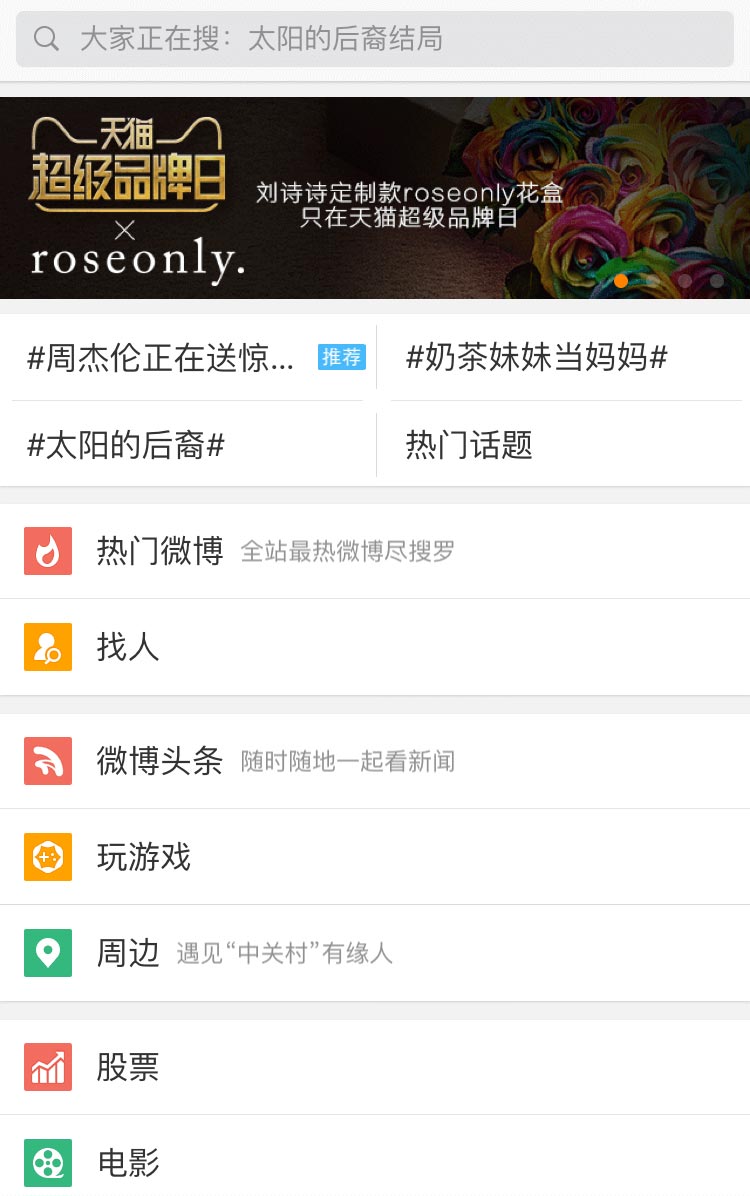 大家正在搜：太阳的后裔结局
天猫
超级品牌日
×
roseonly.
刘诗诗定制款roseonly花盒
只在天猫超级品牌日
#周杰伦正在送惊... 推荐
#奶茶妹妹当妈妈#
#太阳的后裔#
热门话题
热门微博 全站最热微博尽搜罗
找人
微博头条 随时随地一起看新闻
玩游戏
周边 遇见“中关村”有缘人
股票
电影